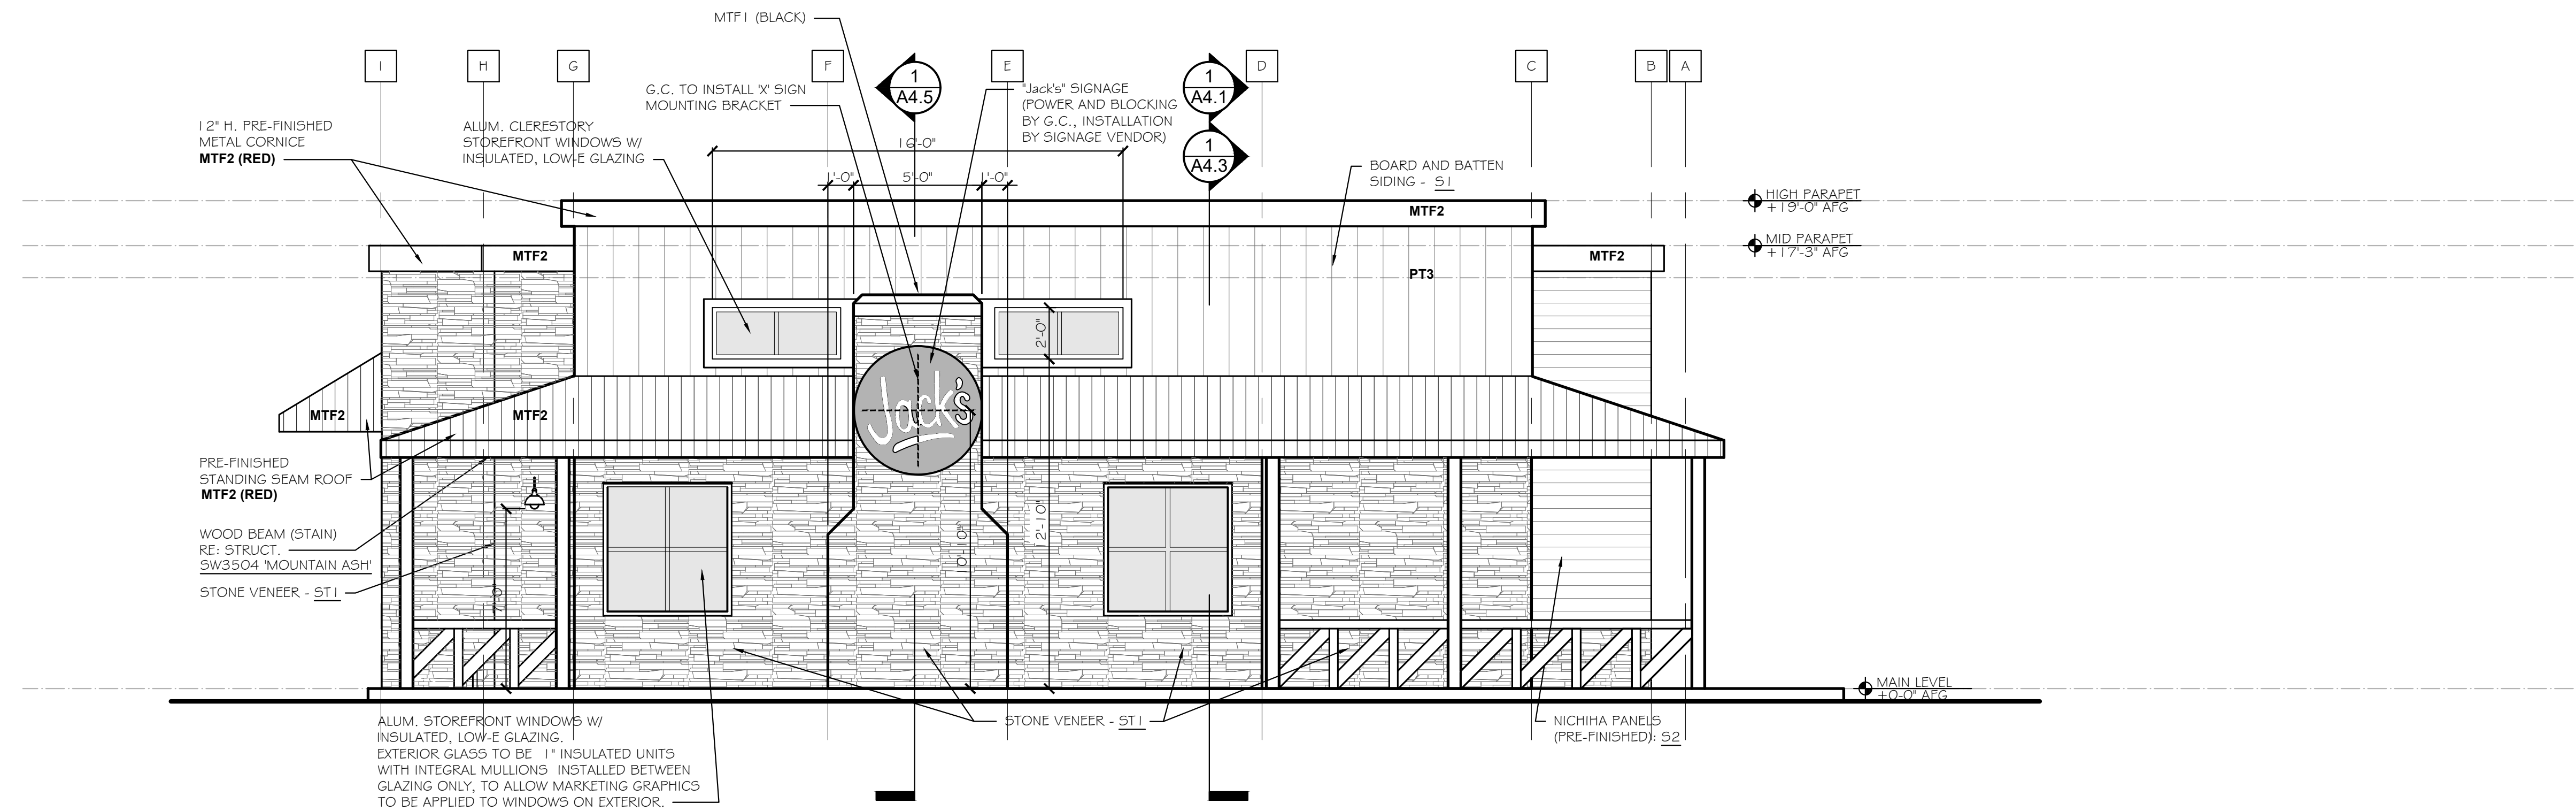 MTF1 (BLACK)
I
H
G
F
E
D
C
B
A
1
A4.5
1
A4.1
1
A4.3
G.C. TO INSTALL 'X' SIGN
MOUNTING BRACKET
"Jack's" SIGNAGE
(POWER AND BLOCKING
BY G.C., INSTALLATION
BY SIGNAGE VENDOR)
12" H. PRE-FINISHED
METAL CORNICE
MTF2 (RED)
ALUM. CLERESTORY
STOREFRONT WINDOWS W/
INSULATED, LOW-E GLAZING
16'-0"
1'-0"
5'-0"
1'-0"
BOARD AND BATTEN
SIDING - S1
HIGH PARAPET
+19'-0" AFG
MID PARAPET
+17'-3" AFG
MTF2
MTF2
MTF2
PT3
2'-0"
Jack's
MTF2
MTF2
PRE-FINISHED
STANDING SEAM ROOF
MTF2 (RED)
WOOD BEAM (STAIN)
RE: STRUCT.
SW3504 'MOUNTAIN ASH'
STONE VENEER - ST1
7'-0"
10'-10"
12'-10"
MAIN LEVEL
+0-0" AFG
ALUM. STOREFRONT WINDOWS W/
INSULATED, LOW-E GLAZING.
EXTERIOR GLASS TO BE 1" INSULATED UNITS
WITH INTEGRAL MULLIONS INSTALLED BETWEEN
GLAZING ONLY, TO ALLOW MARKETING GRAPHICS
TO BE APPLIED TO WINDOWS ON EXTERIOR.
STONE VENEER - ST1
NICHIHA PANELS
(PRE-FINISHED): S2